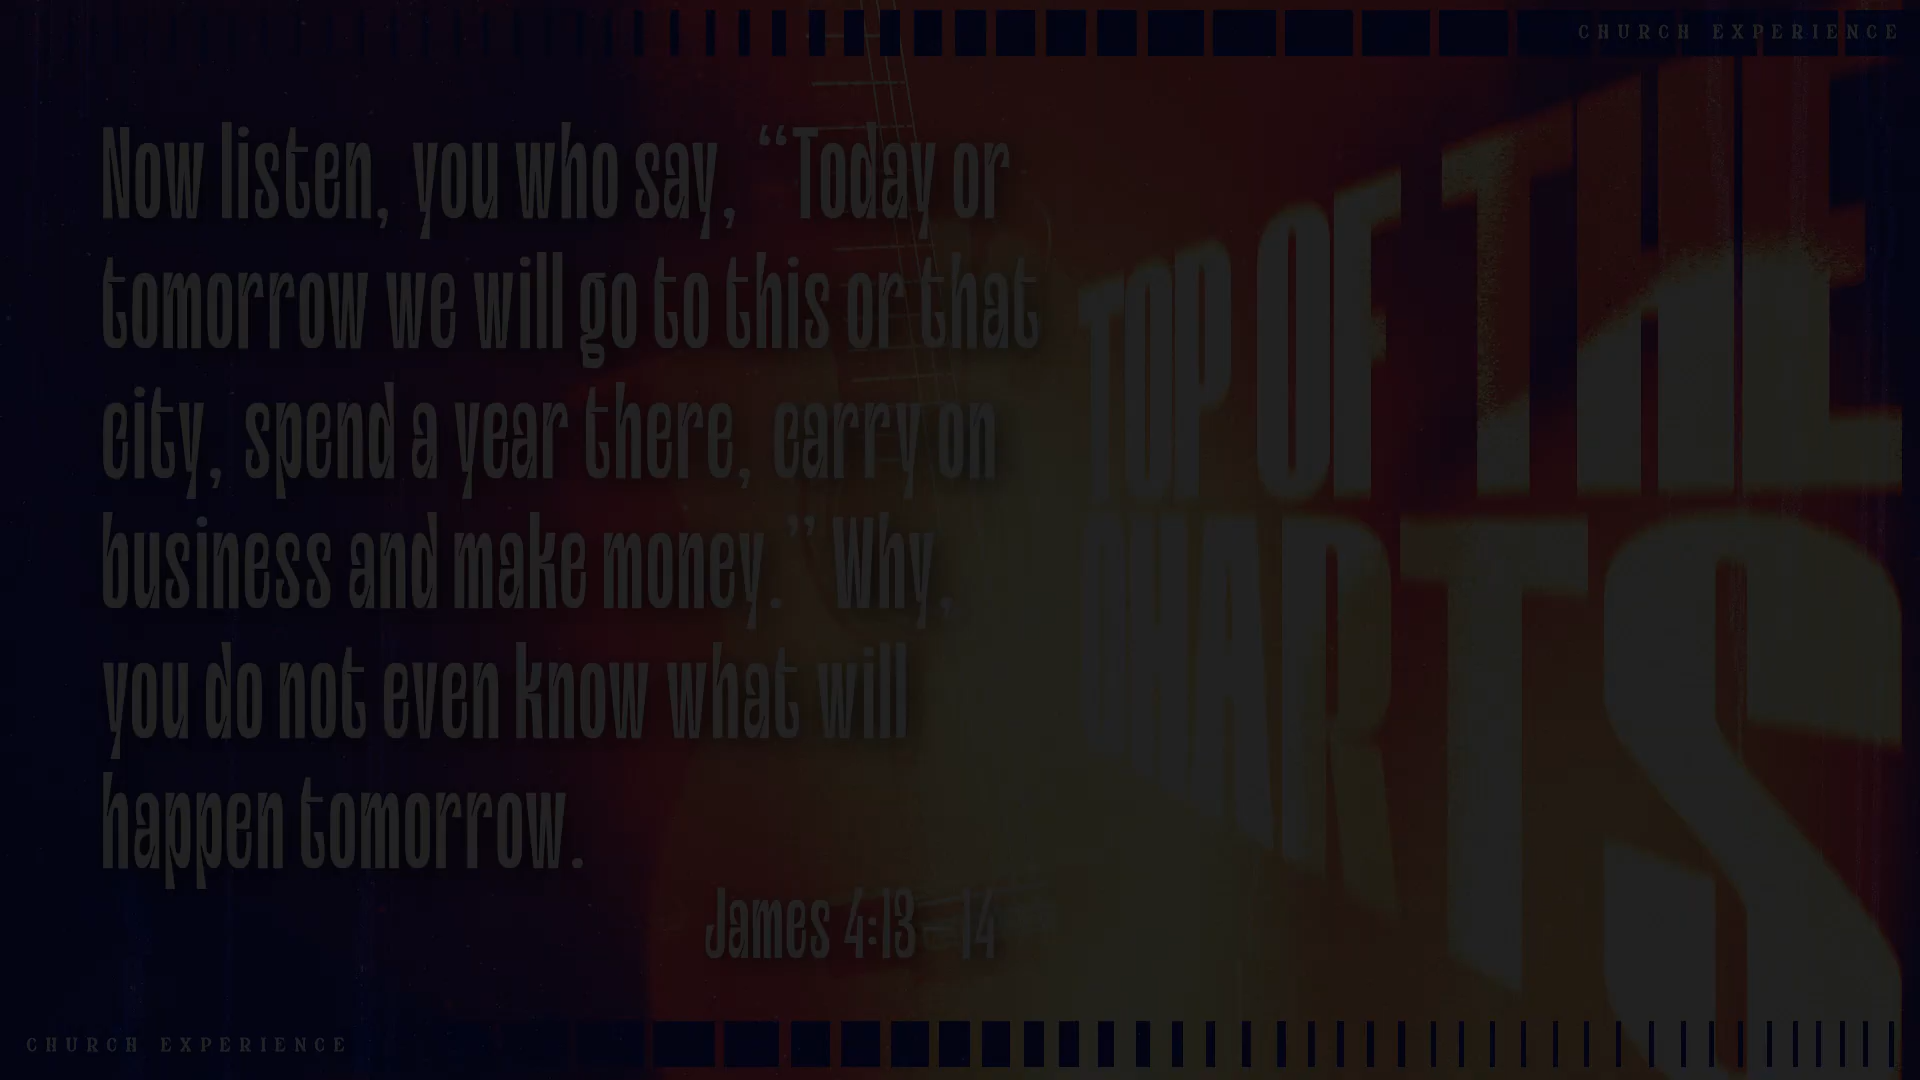 CHURCH EXPERIENCE
Now listen, you who say, “Today or
tomorrow we will go to this or that
city, spend a year there, carry on
business and make money.” Why,
you do not even know what will
happen tomorrow.
James 4:13–14
TOP OF THE
CHARTS
CHURCH EXPERIENCE